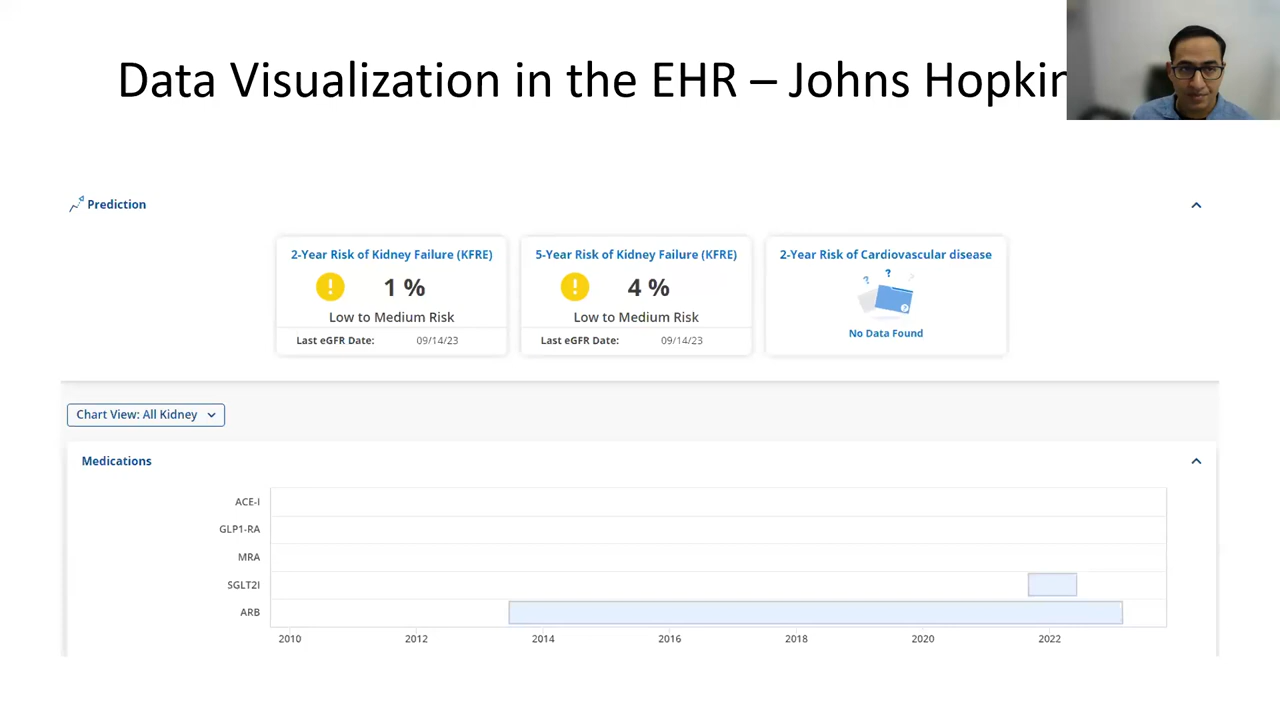 Data Visualization in the EHR – Johns Hopkin
Prediction
2-Year Risk of Kidney Failure (KFRE)
! 1 %
Low to Medium Risk
Last eGFR Date: 09/14/23
5-Year Risk of Kidney Failure (KFRE)
! 4 %
Low to Medium Risk
Last eGFR Date: 09/14/23
2-Year Risk of Cardiovascular disease
? ? ?
No Data Found
Chart View: All Kidney
Medications
ACE-I
GLP1-RA
MRA
SGLT2I
ARB
2010 2012 2014 2016 2018 2020 2022